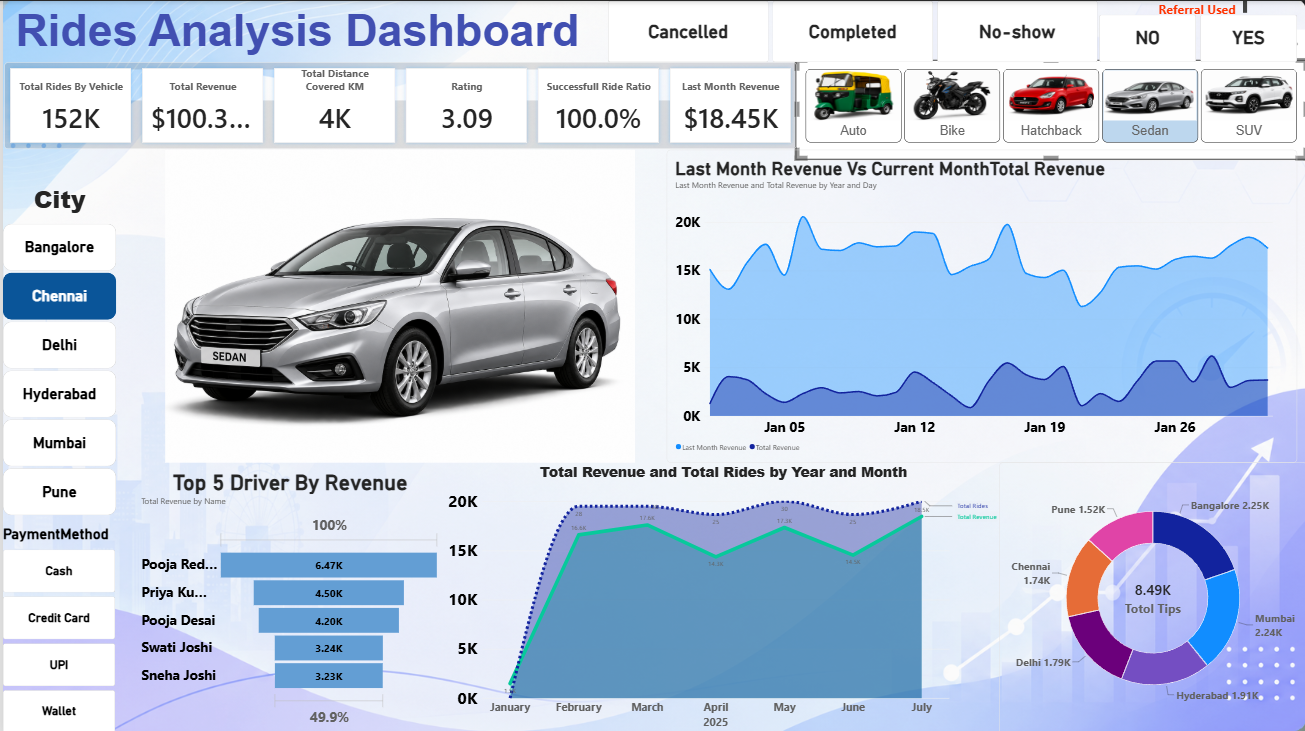 Rides Analysis Dashboard
Cancelled
Completed
No-show
Referral Used
NO
YES
Total Rides By Vehicle
152K
Total Revenue
$100.3...
Total Distance
Covered KM
4K
Rating
3.09
Successfull Ride Ratio
100.0%
Last Month Revenue
$18.45K
Auto
Bike
Hatchback
Sedan
SUV
City
Bangalore
Chennai
Delhi
Hyderabad
Mumbai
Pune
PaymentMethod
Cash
Credit Card
UPI
Wallet
SEDAN
Last Month Revenue Vs Current MonthTotal Revenue
Last Month Revenue and Total Revenue by Year and Day
20K
15K
10K
5K
0K
Jan 05
Jan 12
Jan 19
Jan 26
Last Month Revenue
Total Revenue
Top 5 Driver By Revenue
Total Revenue by Name
100%
Pooja Red... 6.47K
Priya Ku... 4.50K
Pooja Desai 4.20K
Swati Joshi 3.24K
Sneha Joshi 3.23K
49.9%
Total Revenue and Total Rides by Year and Month
20K
15K
10K
5K
0K
Total Rides
Total Revenue
January
February
March
April
May
June
July
2025
Bangalore 2.25K
Mumbai
2.24K
Hyderabad 1.91K
Delhi 1.79K
Chennai
1.74K
Pune 1.52K
8.49K
Totol Tips